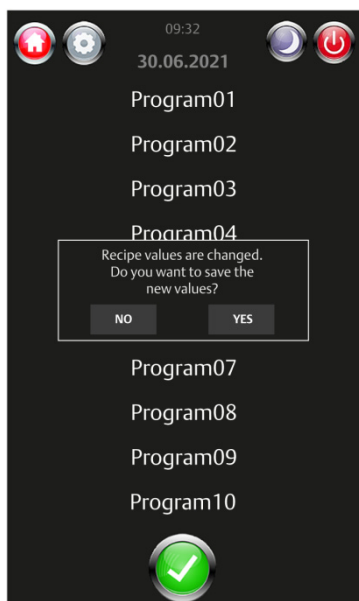 09:32
30.06.2021
Program01
Program02
Program03
Program04
Recipe values are changed.
Do you want to save the
new values?
NO YES
Program07
Program08
Program09
Program10